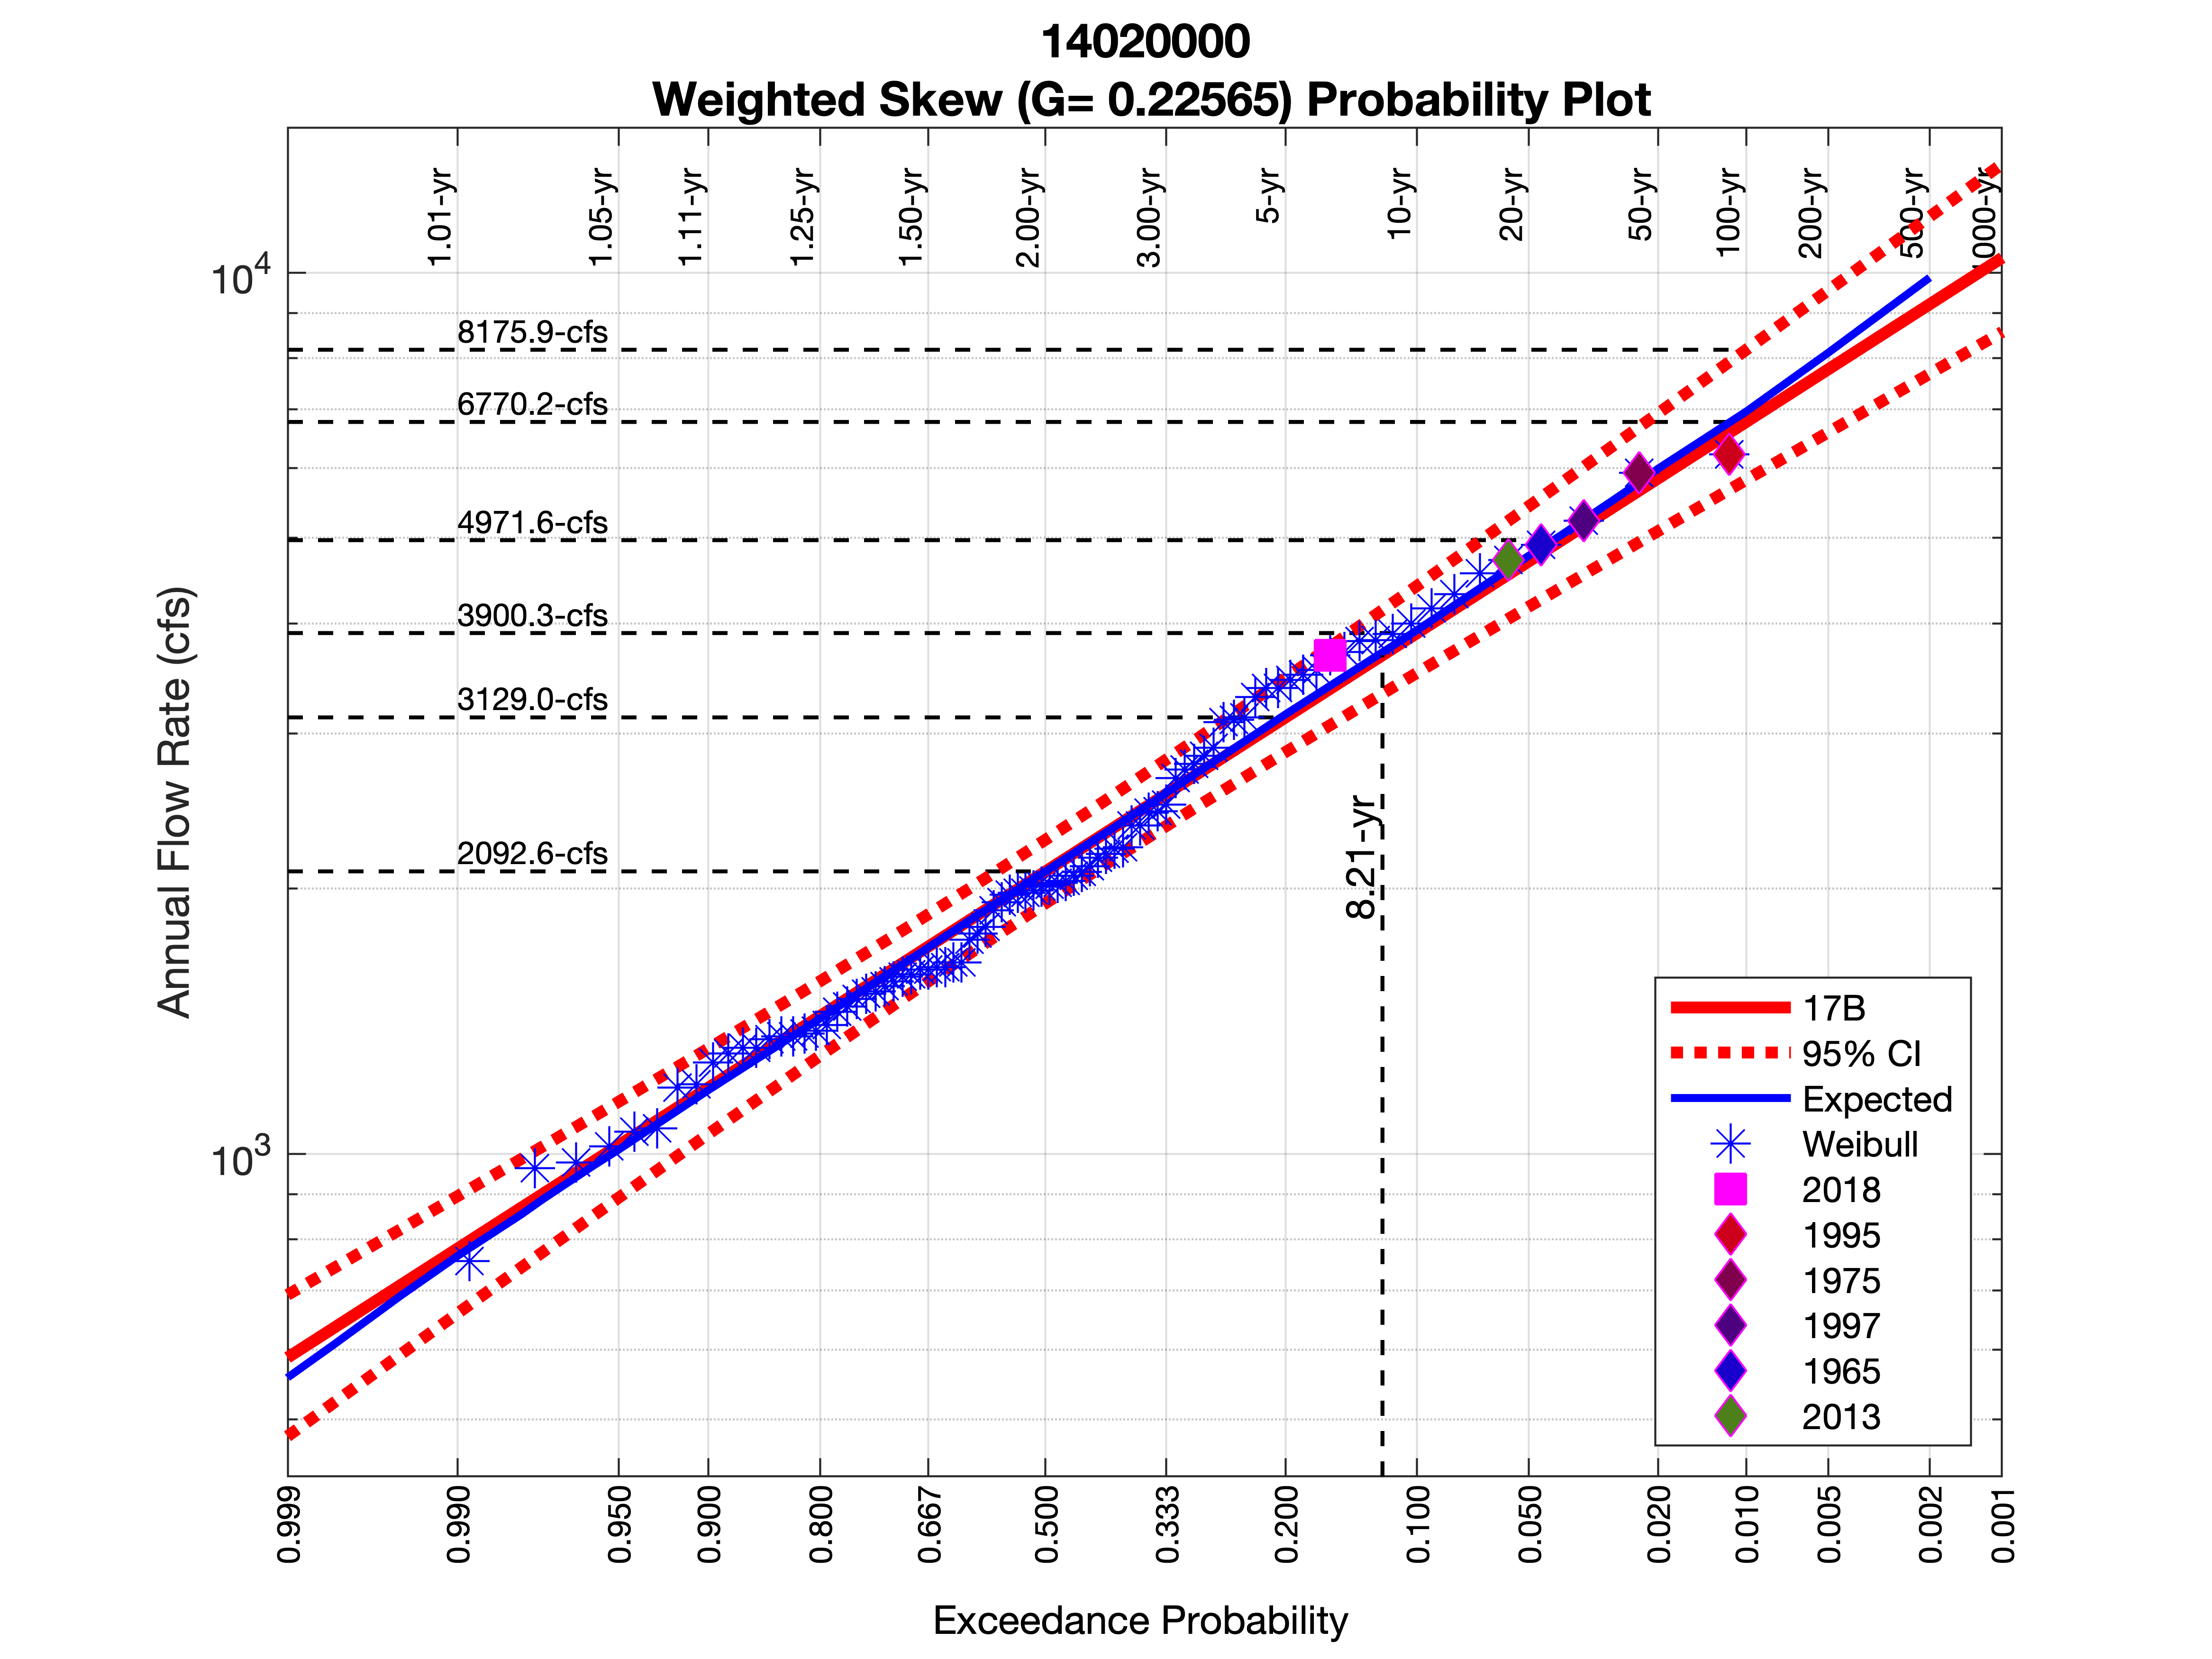 14020000
Weighted Skew (G= 0.22565) Probability Plot
1.01-yr
1.05-yr
1.11-yr
1.25-yr
1.50-yr
2.00-yr
3.00-yr
5-yr
10-yr
20-yr
50-yr
100-yr
200-yr
500-yr
000-yr
10^4
8175.9-cfs
6770.2-cfs
4971.6-cfs
3900.3-cfs
3129.0-cfs
2092.6-cfs
10^3
Annual Flow Rate (cfs)
8.21-yr
17B
95% CI
Expected
Weibull
2018
1995
1975
1997
1965
2013
0.999
0.990
0.950
0.900
0.800
0.667
0.500
0.333
0.200
0.100
0.050
0.020
0.010
0.005
0.002
0.001
Exceedance Probability